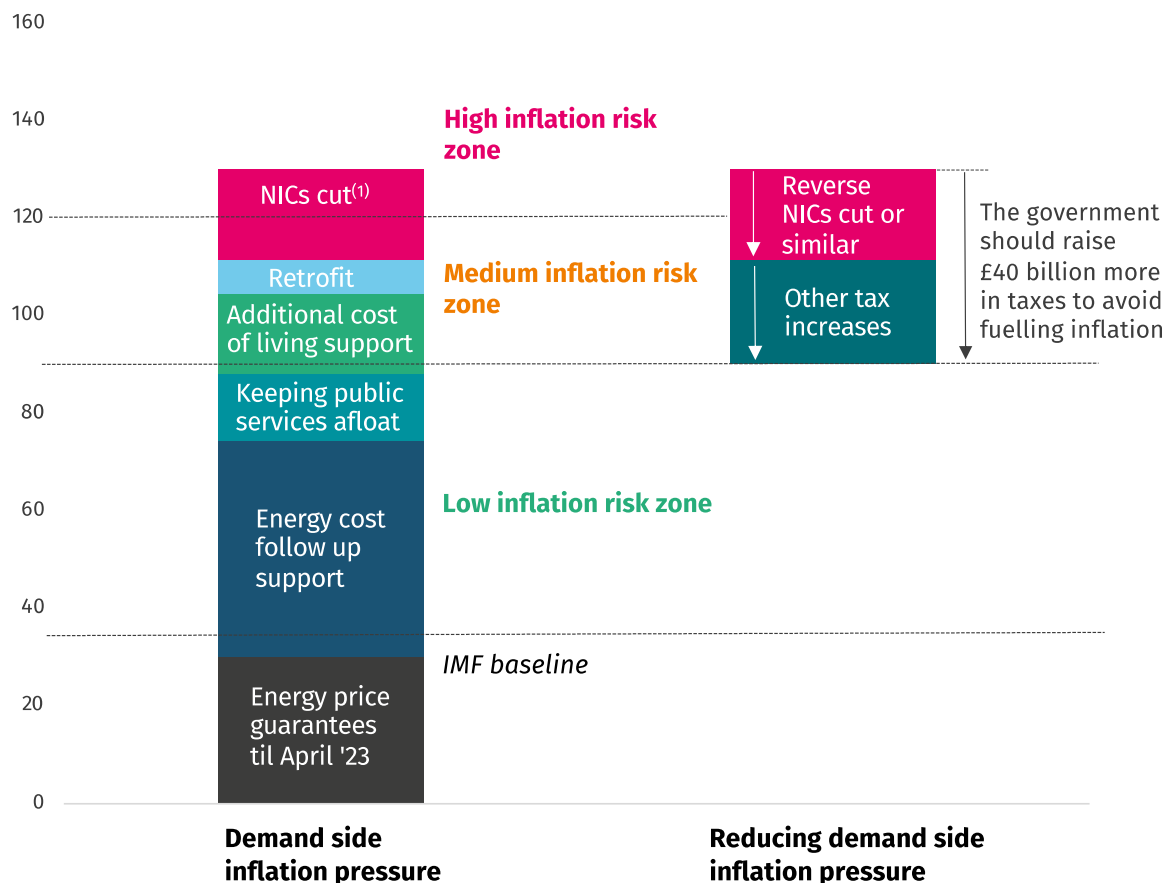 160
140
120
100
80
60
40
20
0
High inflation risk
zone
Medium inflation risk
zone
Low inflation risk zone
IMF baseline
NICs cut(1)
Retrofit
Additional cost
of living support
Keeping public
services afloat
Energy cost
follow up
support
Energy price
guarantees
til April '23
Reverse
NICs cut or
similar
Other tax
increases
The government
should raise
£40 billion more
in taxes to avoid
fuelling inflation
Demand side
inflation pressure
Reducing demand side
inflation pressure